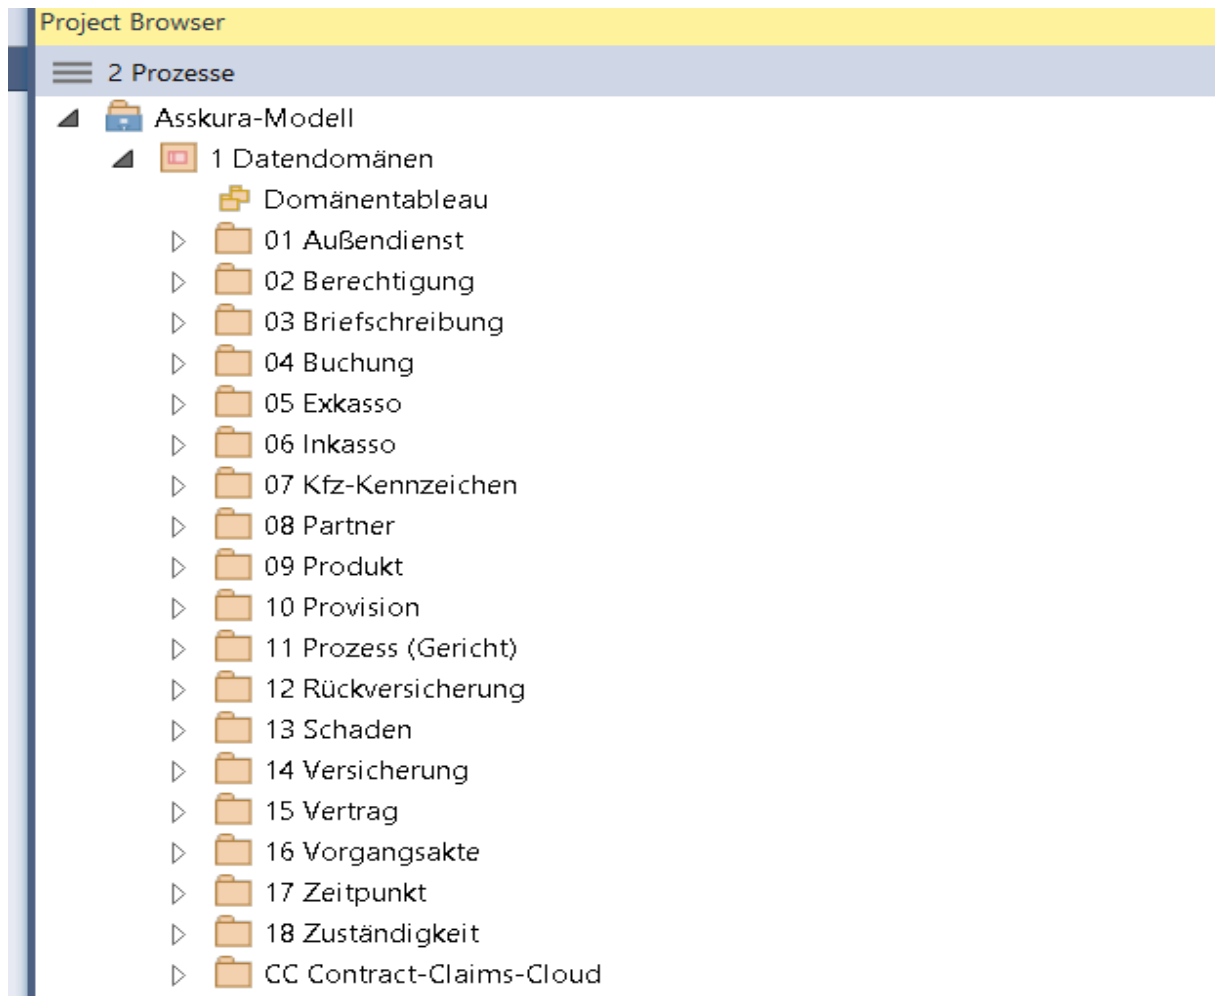 Project Browser
2 Prozesse
Asskura-Modell
1 Datendomänen
Domänentableau
01 Außendienst
02 Berechtigung
03 Briefschreibung
04 Buchung
05 Exkasso
06 Inkasso
07 Kfz-Kennzeichen
08 Partner
09 Produkt
10 Provision
11 Prozess (Gericht)
12 Rückversicherung
13 Schaden
14 Versicherung
15 Vertrag
16 Vorgangsakte
17 Zeitpunkt
18 Zuständigkeit
CC Contract-Claims-Cloud